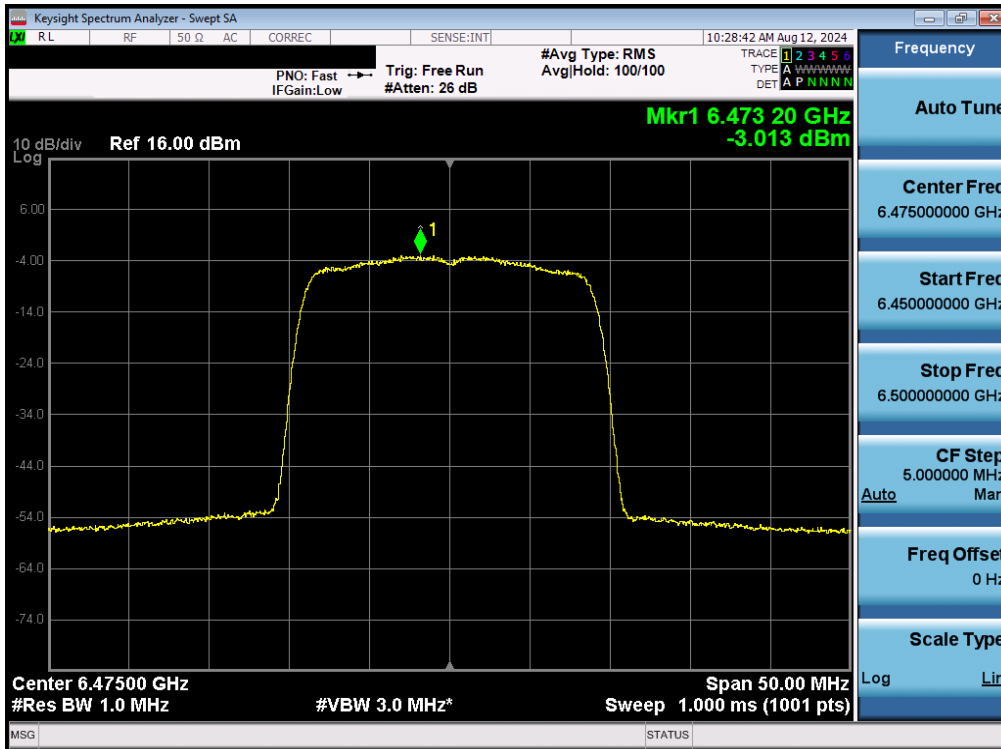 Keysight Spectrum Analyzer - Swept SA
LXI RL RF 50 Ω AC CORREC SENSE:INT 10:28:42 AM Aug 12, 2024
PNO: Fast
IFGain:Low
Trig: Free Run
#Atten: 26 dB
#Avg Type: RMS
Avg|Hold: 100/100
TRACE 1 2 3 4 5 6
TYPE A WWWWW
DET A P N N N N
Mkr1 6.473 20 GHz
-3.013 dBm
10 dB/div Ref 16.00 dBm
Log
6.00
-4.00
-14.0
-24.0
-34.0
-44.0
-54.0
-64.0
-74.0
1
Center 6.47500 GHz Span 50.00 MHz
#Res BW 1.0 MHz #VBW 3.0 MHz* Sweep 1.000 ms (1001 pts)
MSG STATUS
Frequency
Auto Tune
Center Freq
6.475000000 GHz
Start Freq
6.450000000 GHz
Stop Freq
6.500000000 GHz
CF Step
5.000000 MHz
Auto Man
Freq Offset
0 Hz
Scale Type
Log Lin